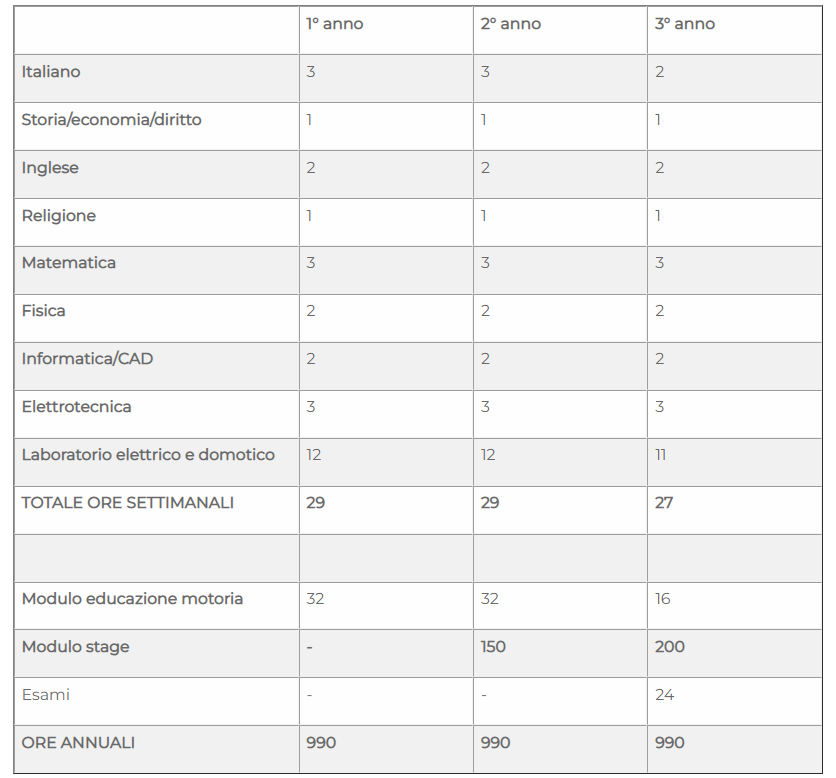 1° anno 2° anno 3° anno
Italiano 3 3 2
Storia/economia/diritto 1 1 1
Inglese 2 2 2
Religione 1 1 1
Matematica 3 3 3
Fisica 2 2 2
Informatica/CAD 2 2 2
Elettrotecnica 3 3 3
Laboratorio elettrico e domotico 12 12 11
TOTALE ORE SETTIMANALI 29 29 27
Modulo educazione motoria 32 32 16
Modulo stage - 150 200
Esami - - 24
ORE ANNUALI 990 990 990